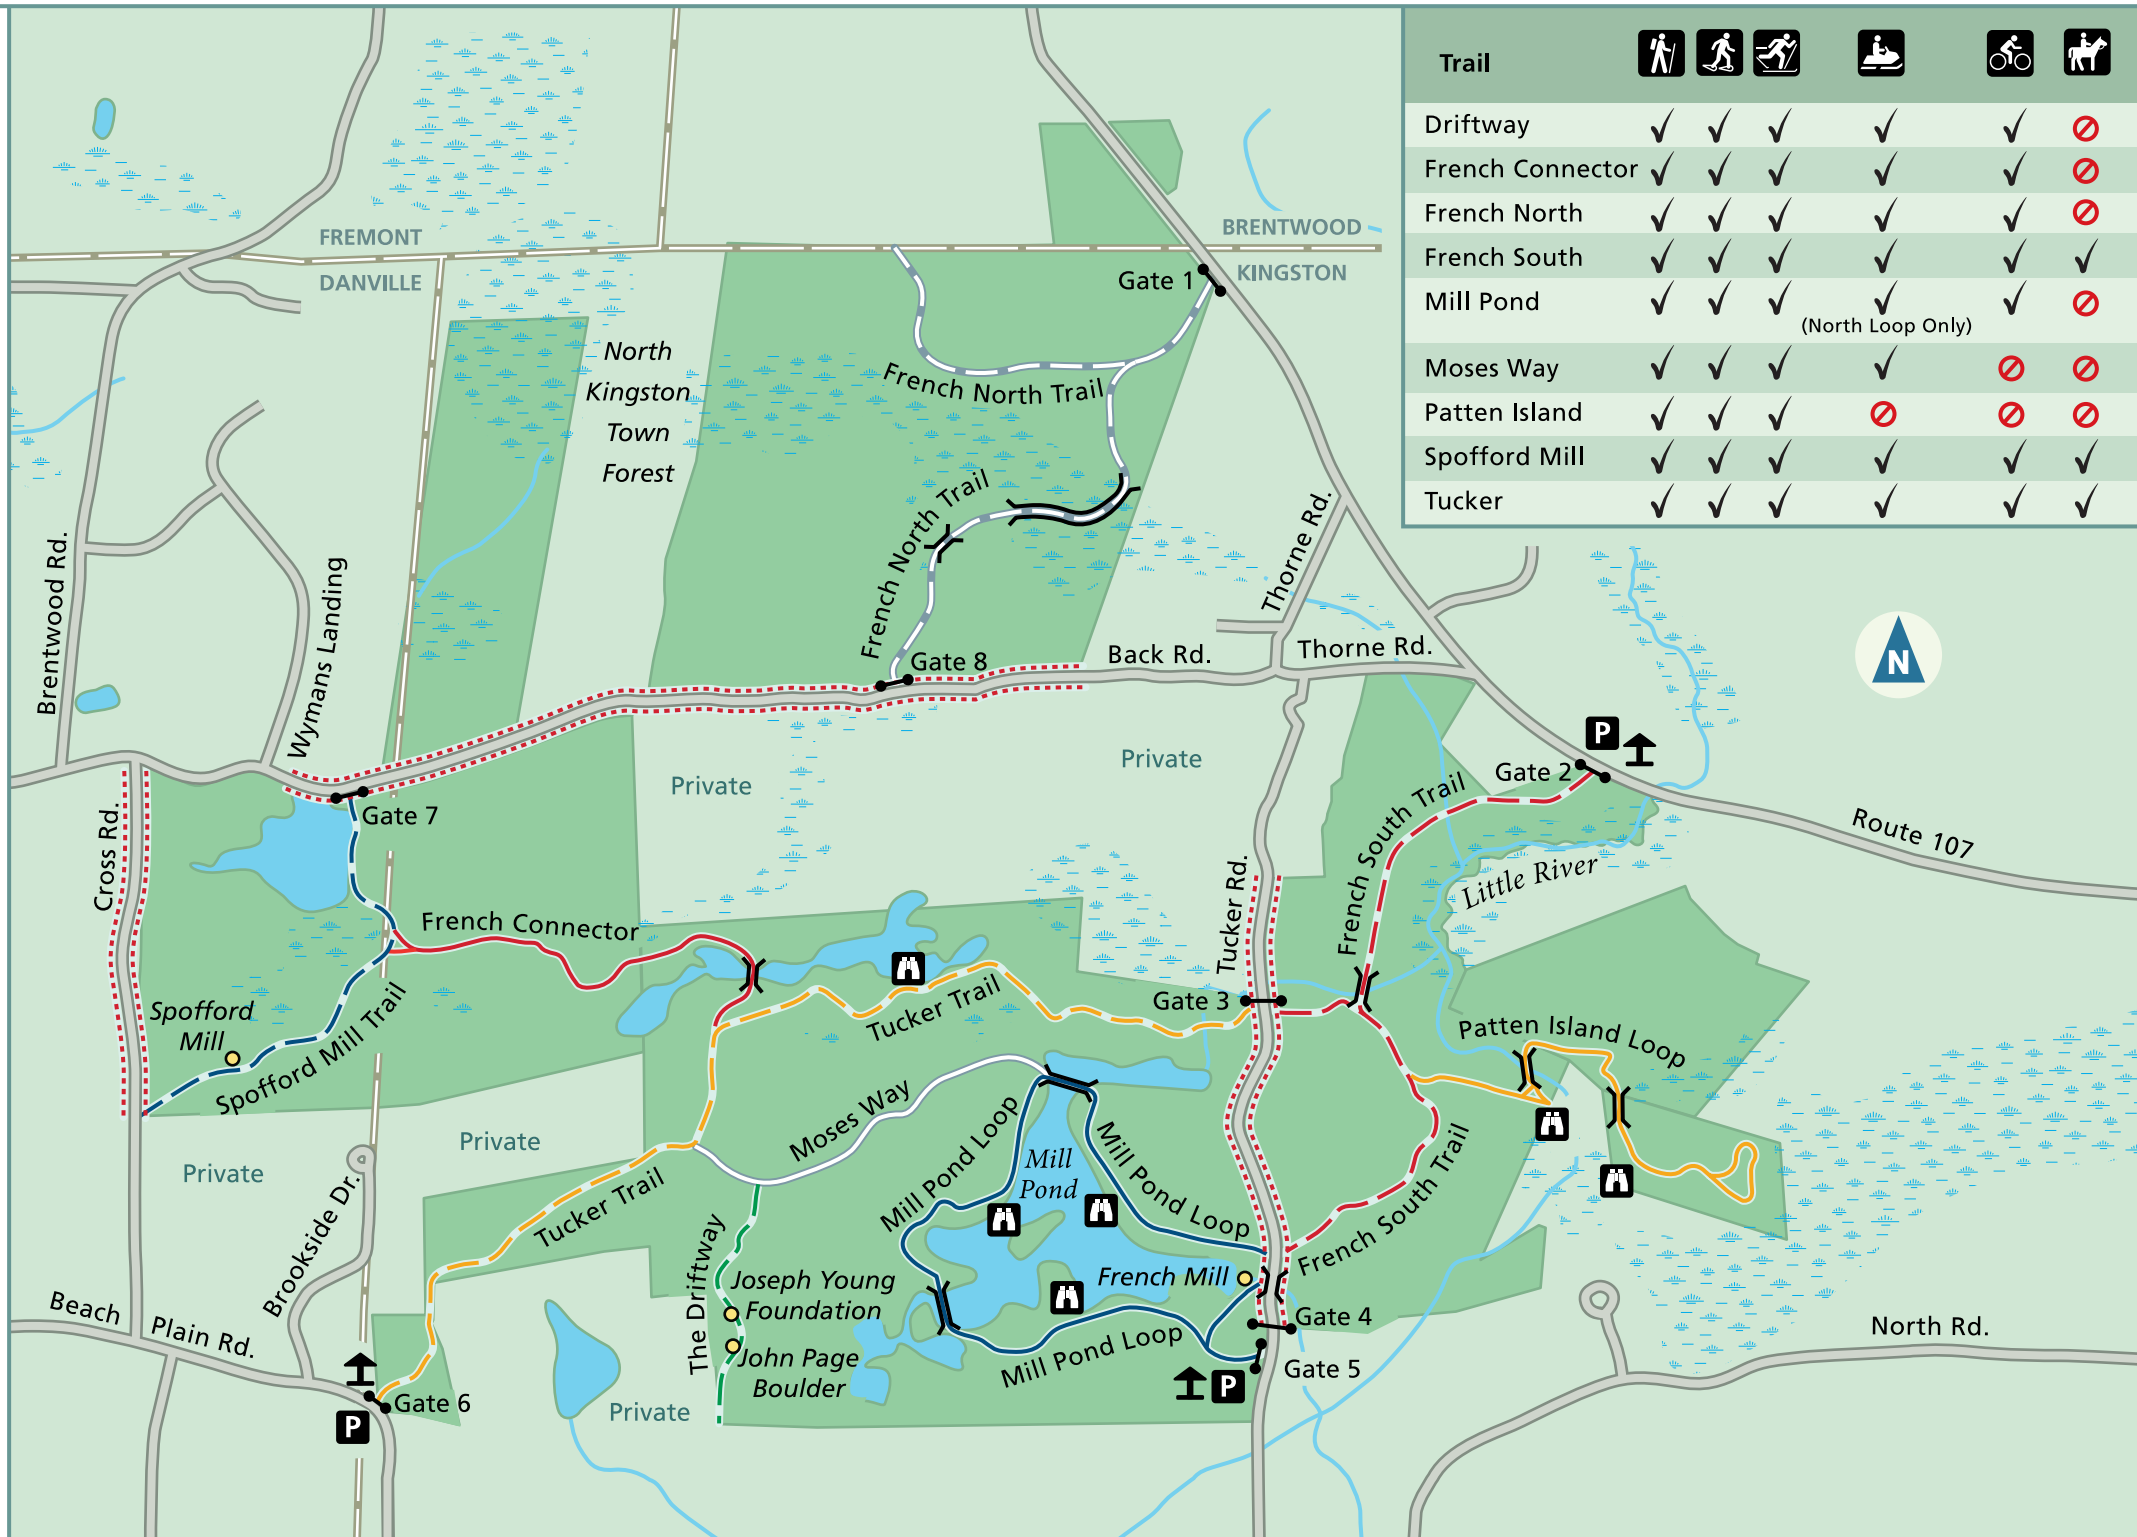 Trail
Driftway
French Connector
French North
French South
Mill Pond
(North Loop Only)
Moses Way
Patten Island
Spofford Mill
Tucker
FREMONT
DANVILLE
BRENTWOOD
KINGSTON
Gate 1
North
Kingston
Town
Forest
French North Trail
French North Trail
Brentwood Rd.
Wymans Landing
Thorne Rd.
Gate 8
Back Rd.
Thorne Rd.
N
P
Gate 2
Private
Private
Gate 7
Cross Rd.
French South Trail
Route 107
Little River
Tucker Rd.
French Connector
Tucker Trail
Gate 3
Spofford
Mill
Spofford Mill Trail
Patten Island Loop
Moses Way
Mill Pond Loop
Mill Pond Loop
Mill
Pond
Private
Private
Tucker Trail
French South Trail
Brookside Dr.
The Driftway
Joseph Young
Foundation
French Mill
Beach Plain Rd.
Gate 4
North Rd.
Mill Pond Loop
John Page
Boulder
Gate 5
P
Gate 6
P
Private